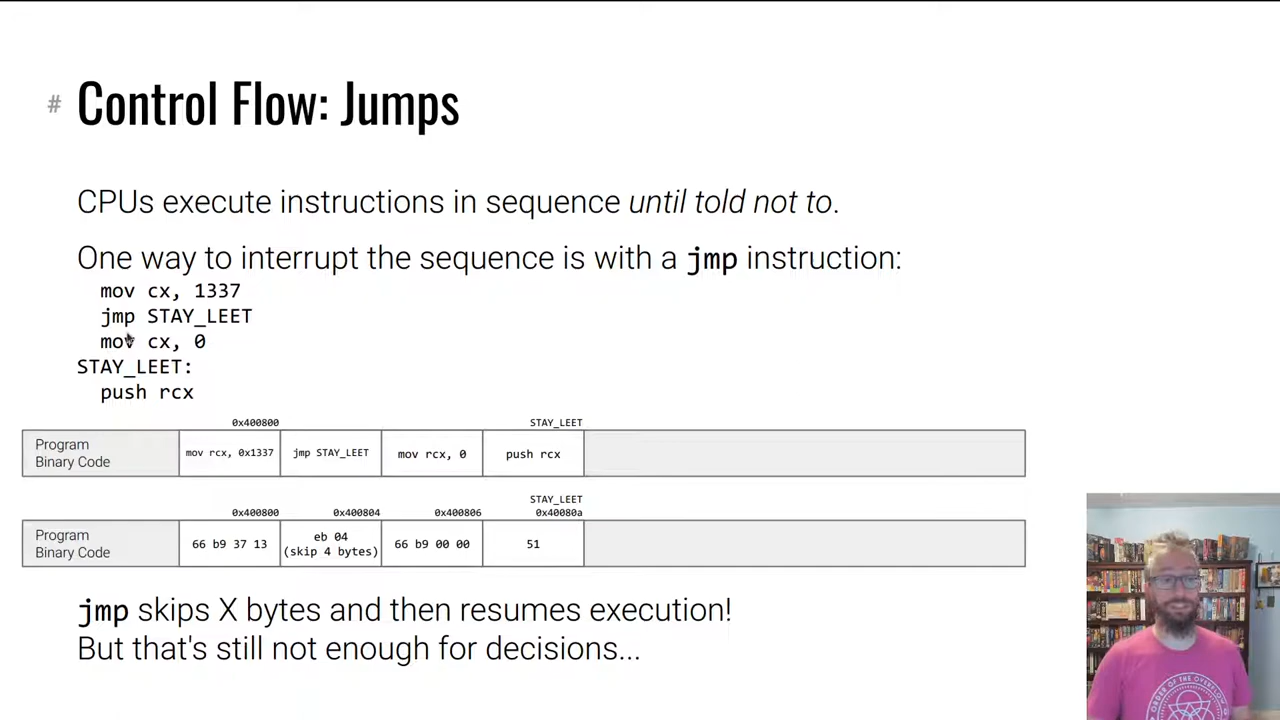 # Control Flow: Jumps
CPUs execute instructions in sequence until told not to.
One way to interrupt the sequence is with a jmp instruction:
mov cx, 1337
jmp STAY_LEET
mov cx, 0
STAY_LEET:
push rcx
0x400800 STAY_LEET
Program
Binary Code
mov rcx, 0x1337 jmp STAY_LEET mov rcx, 0 push rcx
STAY_LEET
0x400800 0x400804 0x400806 0x40080a
Program
Binary Code
66 b9 37 13 eb 04 66 b9 00 00 51
(skip 4 bytes)
jmp skips X bytes and then resumes execution!
But that's still not enough for decisions...
ORDER OF THE OVERFLOW